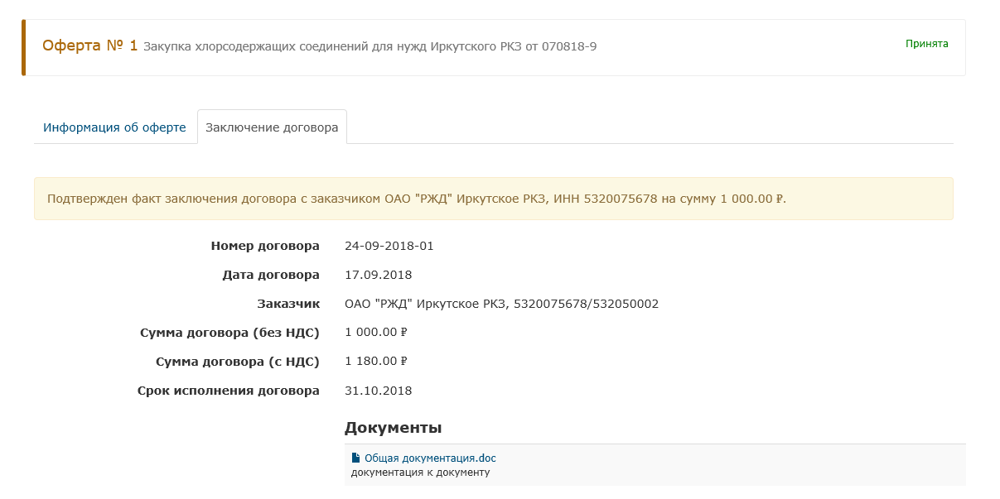 Оферта № 1 Закупка хлорсодержащих соединений для нужд Иркутского РКЗ от 070818-9
Принята
Информация об оферте
Заключение договора
Подтвержден факт заключения договора с заказчиком ОАО "РЖД" Иркутское РКЗ, ИНН 5320075678 на сумму 1 000.00 ₽.
Номер договора 24-09-2018-01
Дата договора 17.09.2018
Заказчик ОАО "РЖД" Иркутское РКЗ, 5320075678/532050002
Сумма договора (без НДС) 1 000.00 ₽
Сумма договора (с НДС) 1 180.00 ₽
Срок исполнения договора 31.10.2018
Документы
Общая документация.doc
документация к документу